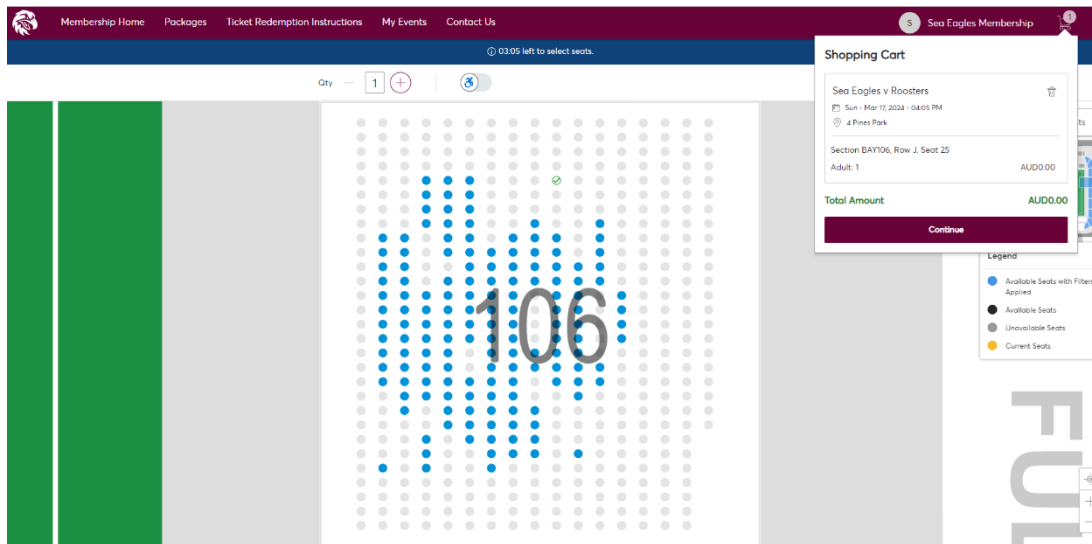 Membership Home Packages Ticket Redemption Instructions My Events Contact Us S Sea Eagles Membership 1
03:05 left to select seats.
Qty 1
Shopping Cart
Sea Eagles v Roosters
Sun - Mar 17, 2024 - 04:05 PM
4 Pines Park
Section BAY106, Row J, Seat 25
Adult: 1 AUD0.00
Total Amount AUD0.00
Continue
106
Legend
Available Seats with Filters
Applied
Available Seats
Unavailable Seats
Current Seats
FUL